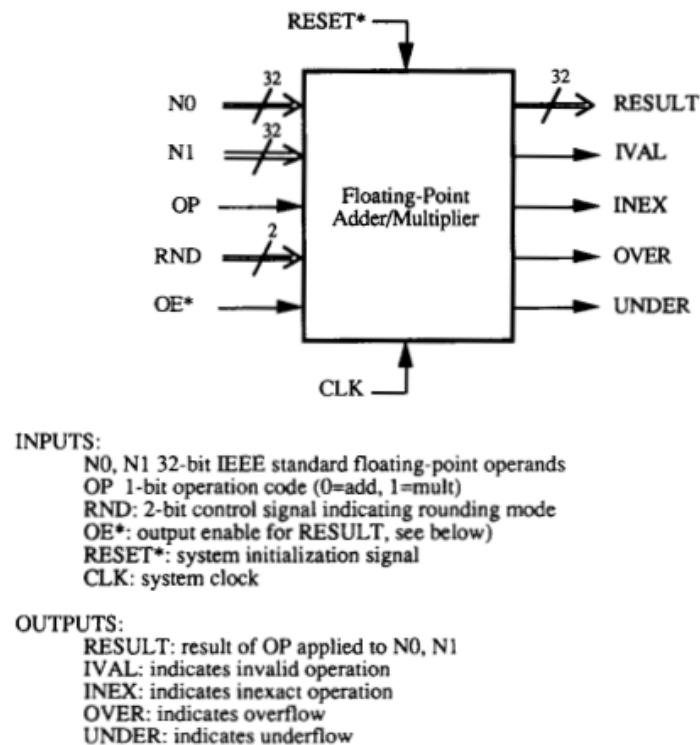 RESET*
32
32
N0
RESULT
32
N1
IVAL
OP
Floating-Point
Adder/Multiplier
INEX
2
RND
OVER
OE*
UNDER
CLK
INPUTS:
N0, N1 32-bit IEEE standard floating-point operands
OP 1-bit operation code (0=add, 1=mult)
RND: 2-bit control signal indicating rounding mode
OE*: output enable for RESULT, see below)
RESET*: system initialization signal
CLK: system clock
OUTPUTS:
RESULT: result of OP applied to N0, N1
IVAL: indicates invalid operation
INEX: indicates inexact operation
OVER: indicates overflow
UNDER: indicates underflow